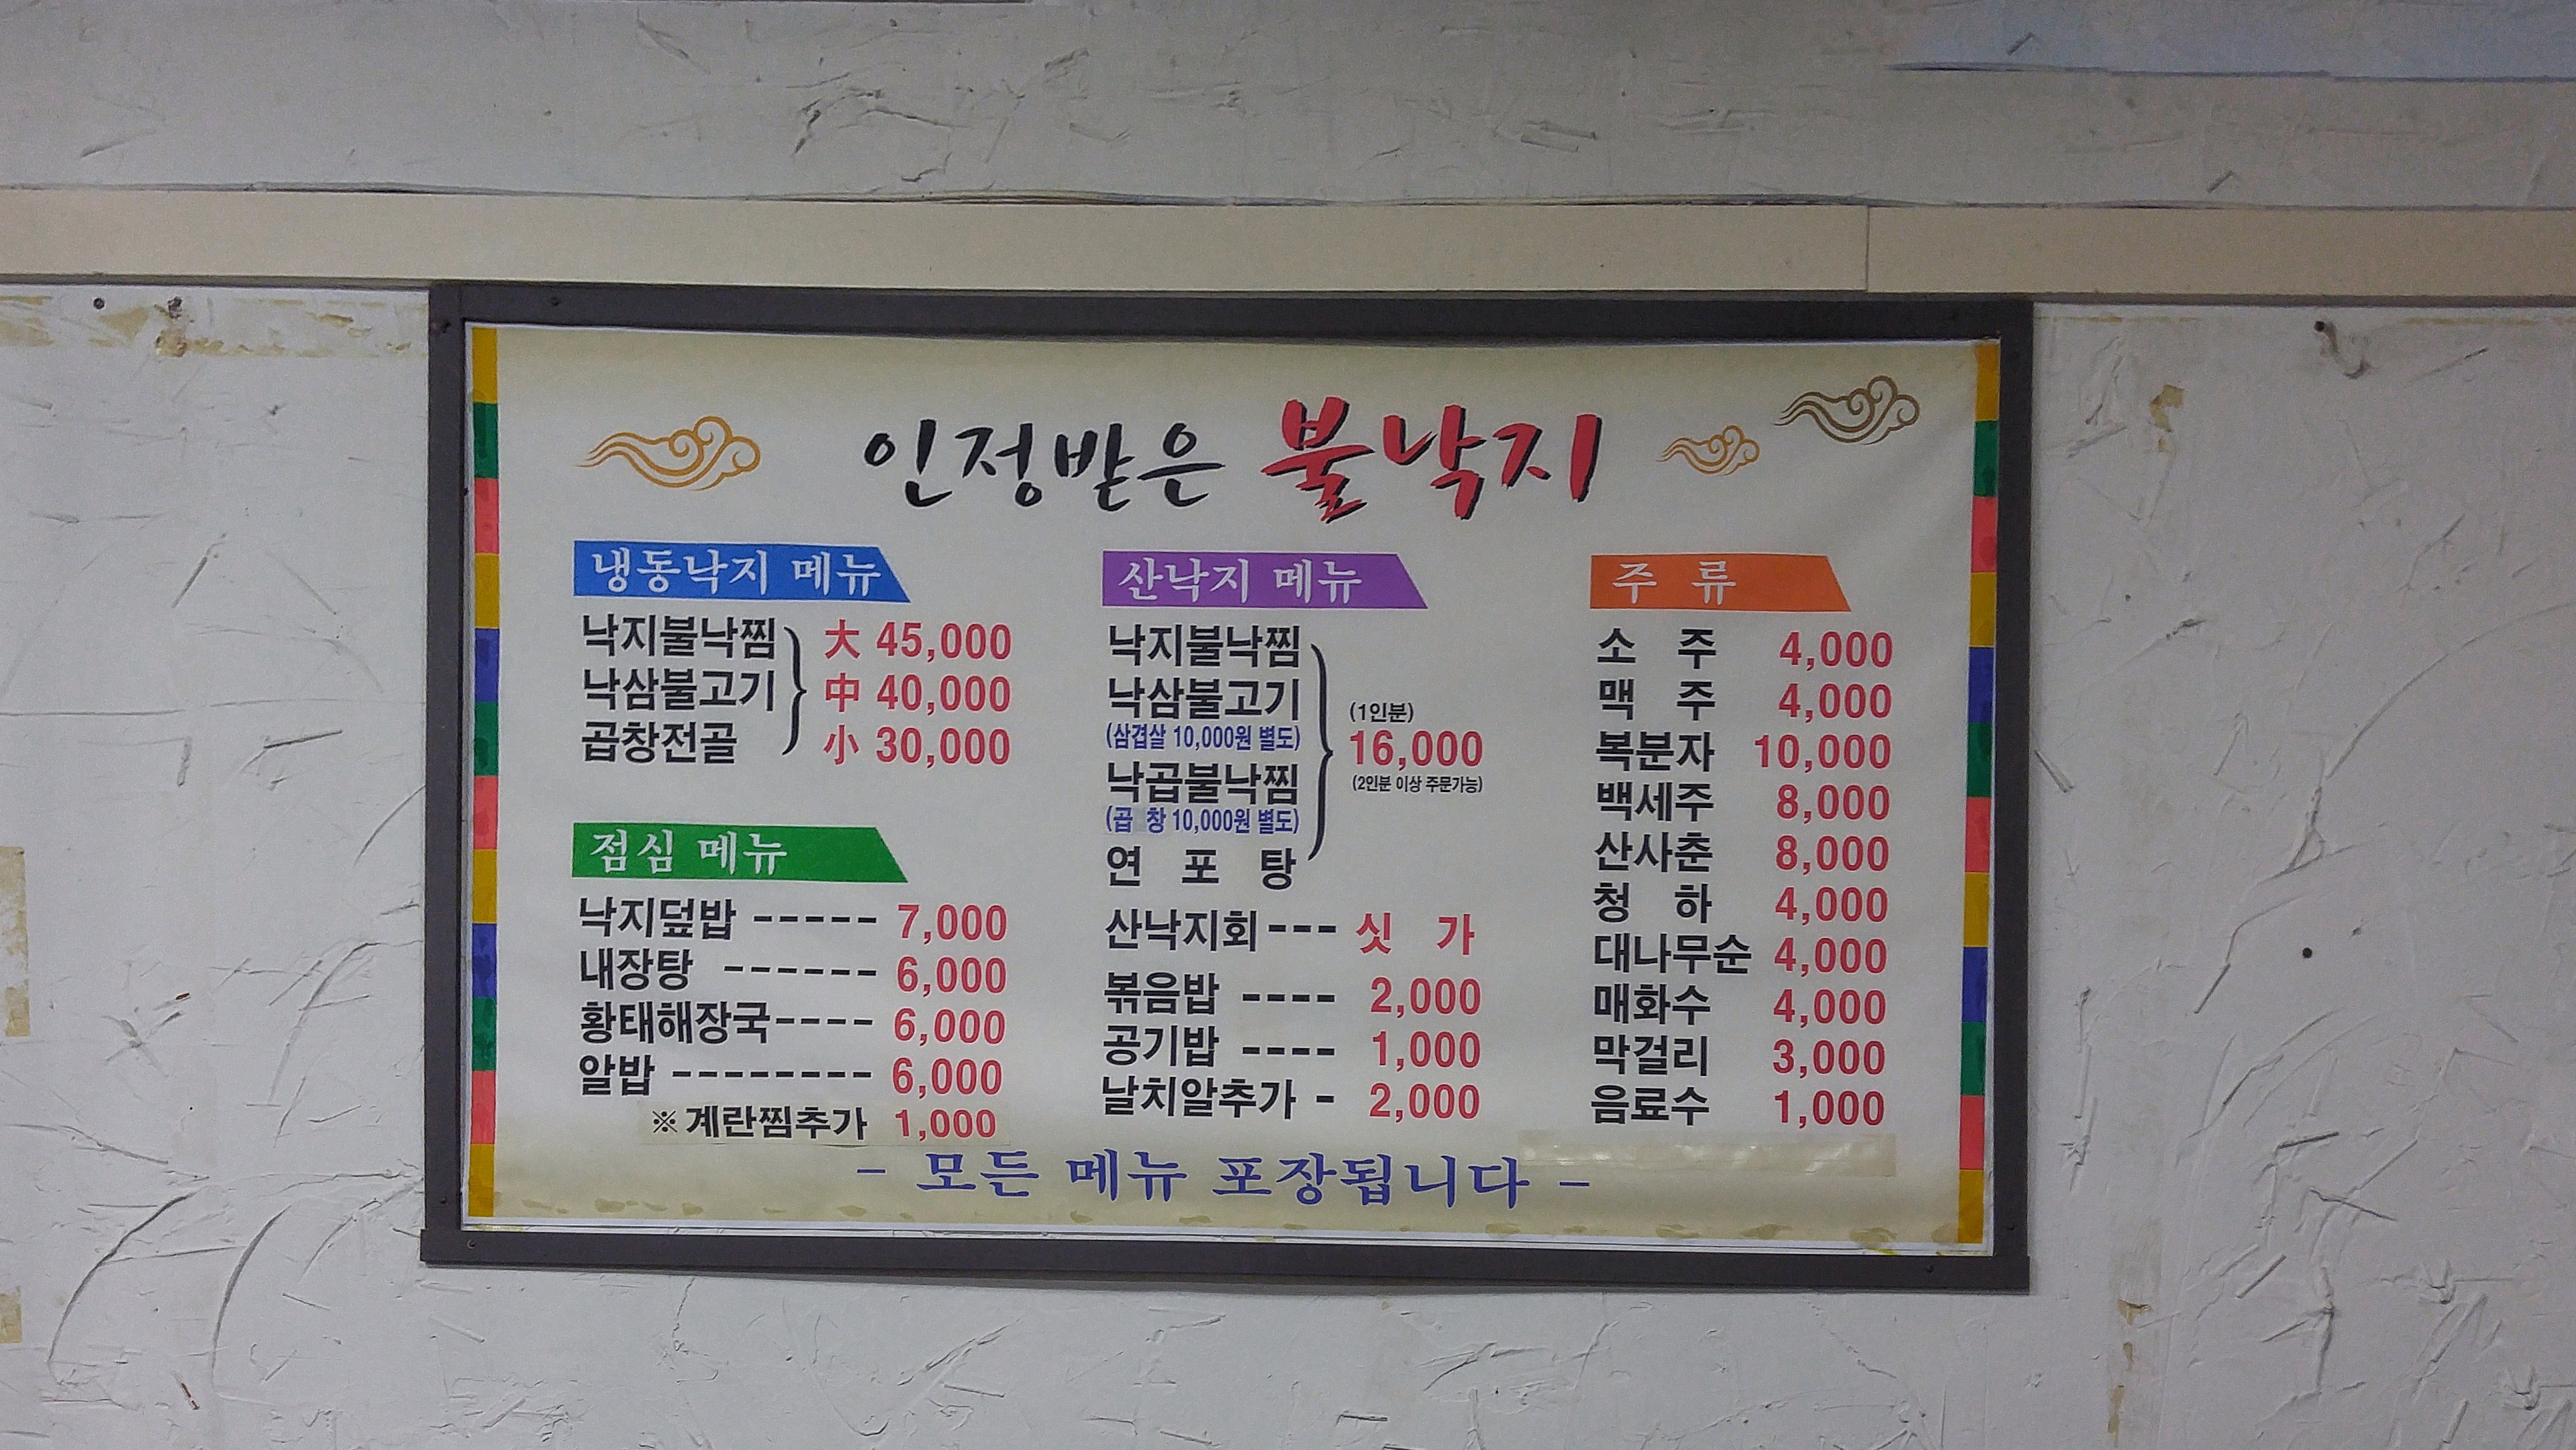 인정받은 불낙지
냉동낙지 메뉴
낙지불낙찜 大 45,000
낙삼불고기 中 40,000
곱창전골 小 30,000
점심 메뉴
낙지덮밥 ----- 7,000
내장탕 ------ 6,000
황태해장국---- 6,000
알밥 -------- 6,000
※계란찜추가 1,000
산낙지 메뉴
낙지불낙찜
낙삼불고기
(삼겹살 10,000원 별도)
낙곱불낙찜
(곱 창 10,000원 별도)
연 포 탕
(1인분)
16,000
(2인분 이상 주문가능)
산낙지회--- 싯 가
볶음밥 ---- 2,000
공기밥 ---- 1,000
날치알추가 - 2,000
주 류
소 주 4,000
맥 주 4,000
복분자 10,000
백세주 8,000
산사춘 8,000
청 하 4,000
대나무순 4,000
매화수 4,000
막걸리 3,000
음료수 1,000
- 모든 메뉴 포장됩니다 -